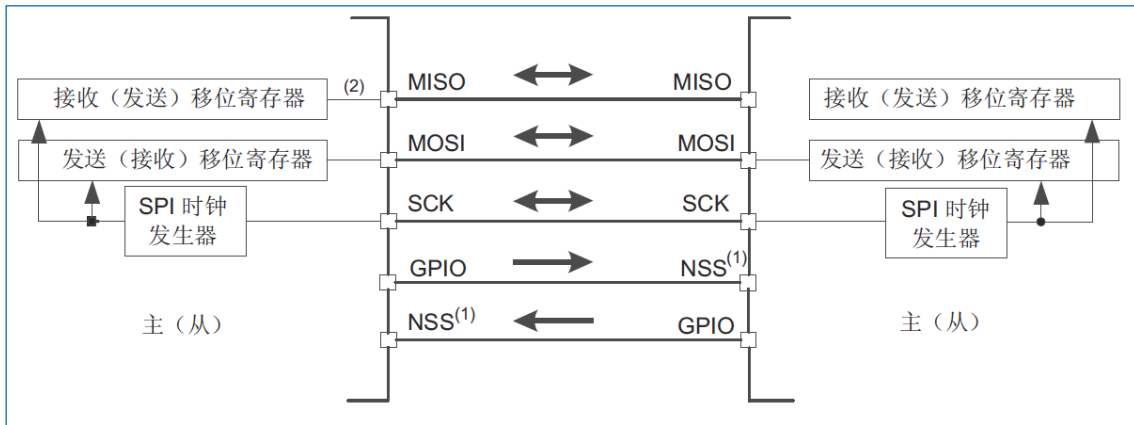 MISO MISO
(2)
接收（发送）移位寄存器
接收（发送）移位寄存器
MOSI MOSI
发送（接收）移位寄存器
发送（接收）移位寄存器
SCK SCK
SPI 时钟
发生器
SPI 时钟
发生器
GPIO NSS(1)
NSS(1) GPIO
主（从）
主（从）